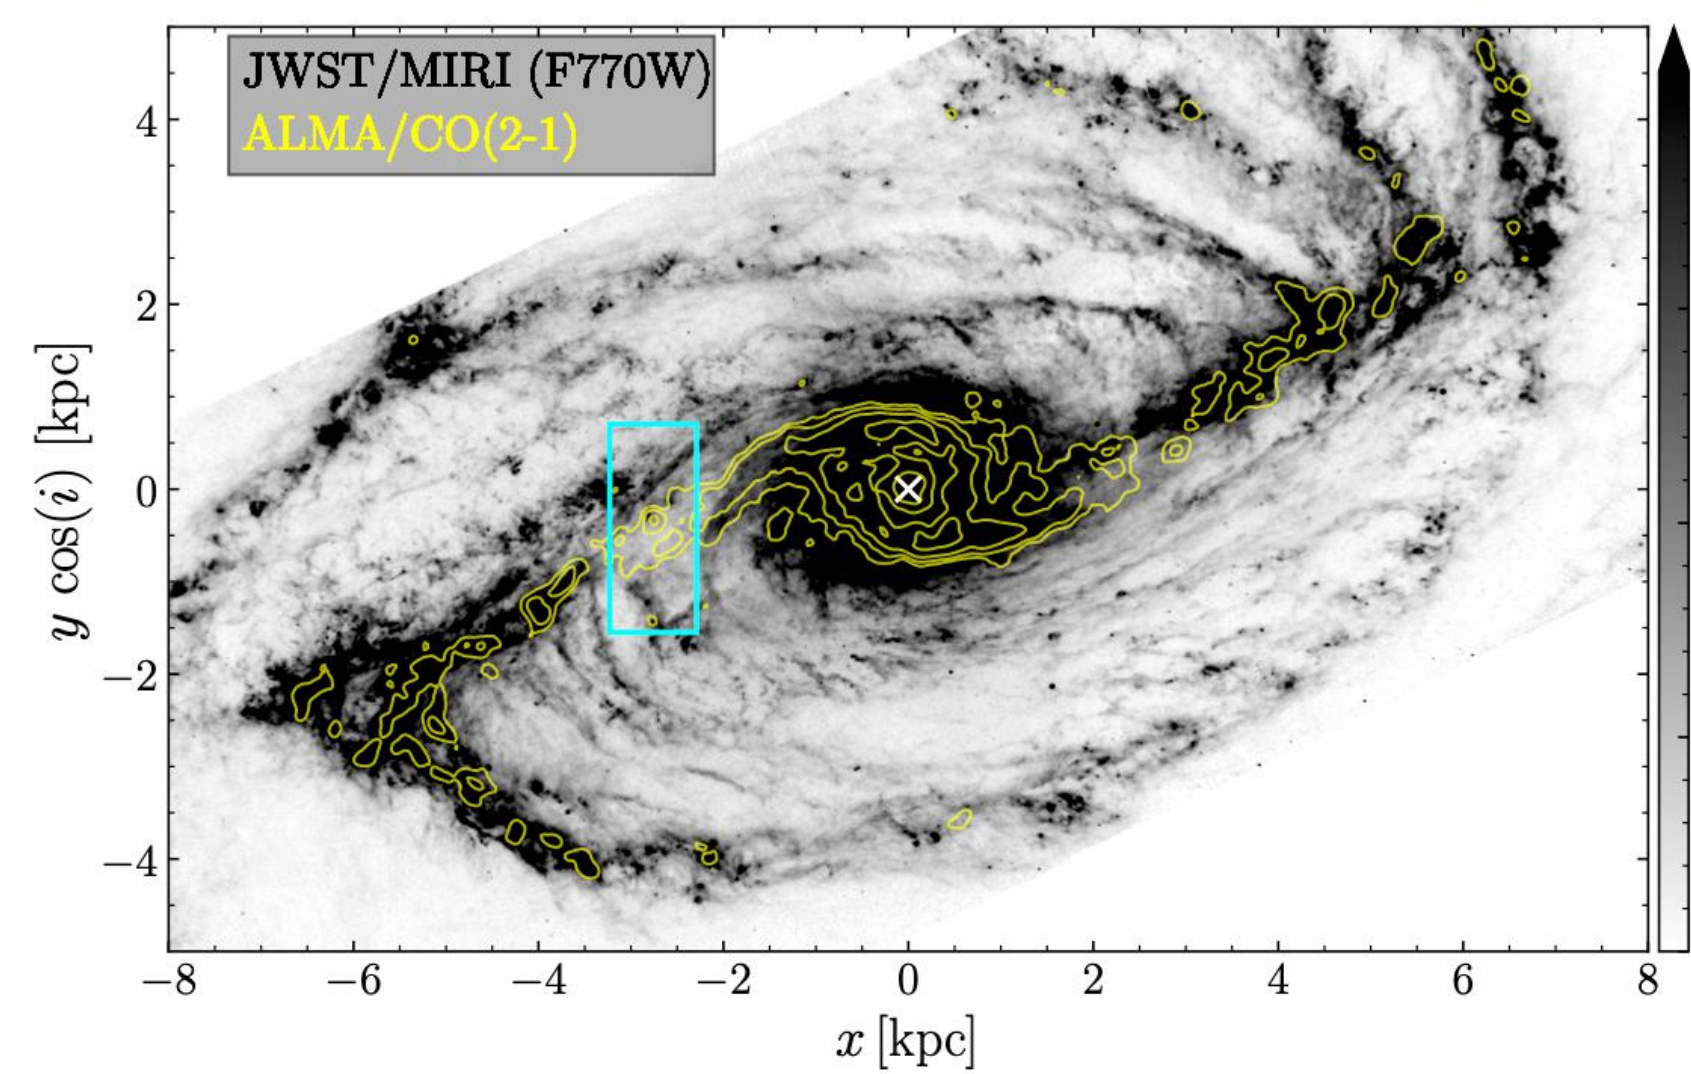 JWST/MIRI (F770W)
ALMA/CO(2-1)
4
2
0
−2
−4
y cos(i) [kpc]
−8 −6 −4 −2 0 2 4 6 8
x [kpc]